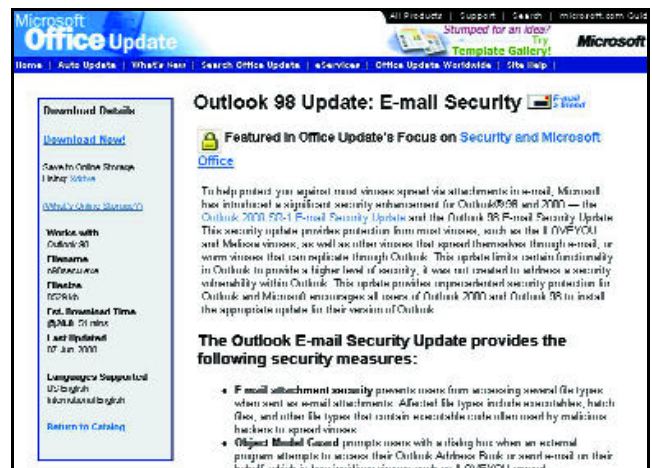 All Products | Support | Search | microsoft.com Guid
Microsoft
Office Update
Stumped for an idea?
Try
Template Gallery!
Microsoft
Home | Auto Update | What's New | Search Office Update | eServices | Office Update Worldwide | Site Help |
Download Details
Download Now!
Save to Online Storage
Using: Xdrive
(What's Online Storage?)
Works with
Outlook 98
Filename
Filesize
Est. Download Time
@28.8: 51 mins
Last Updated
07 Jun 2000
Languages Supported
US English
International English
Return to Catalog
Outlook 98 Update: E-mail Security
E-mail
a friend
Featured in Office Update's Focus on Security and Microsoft
Office
To help protect you against most viruses spread via attachments in e-mail, Microsoft
has introduced a significant security enhancement for Outlook®98 and 2000 — the
Outlook 2000 SR-1 E-mail Security Update and the Outlook 98 E-mail Security Update.
This security update provides protection from most viruses, such as the ILOVEYOU
and Melissa viruses, as well as other viruses that spread themselves through e-mail, or
worm viruses that can replicate through Outlook. This update limits certain functionality
in Outlook to provide a higher level of security; it was not created to address a security
vulnerability within Outlook. This update provides unprecedented security protection for
Outlook and Microsoft encourages all users of Outlook 2000 and Outlook 98 to install
the appropriate update for their version of Outlook.
The Outlook E-mail Security Update provides the
following security measures:
• E-mail attachment security prevents users from accessing several file types
when sent as e-mail attachments. Affected file types include executables, batch
files, and other file types that contain executable code often used by malicious
hackers to spread viruses.
• Object Model Guard prompts users with a dialog box when an external
program attempts to access their Outlook Address Book or send e-mail on their